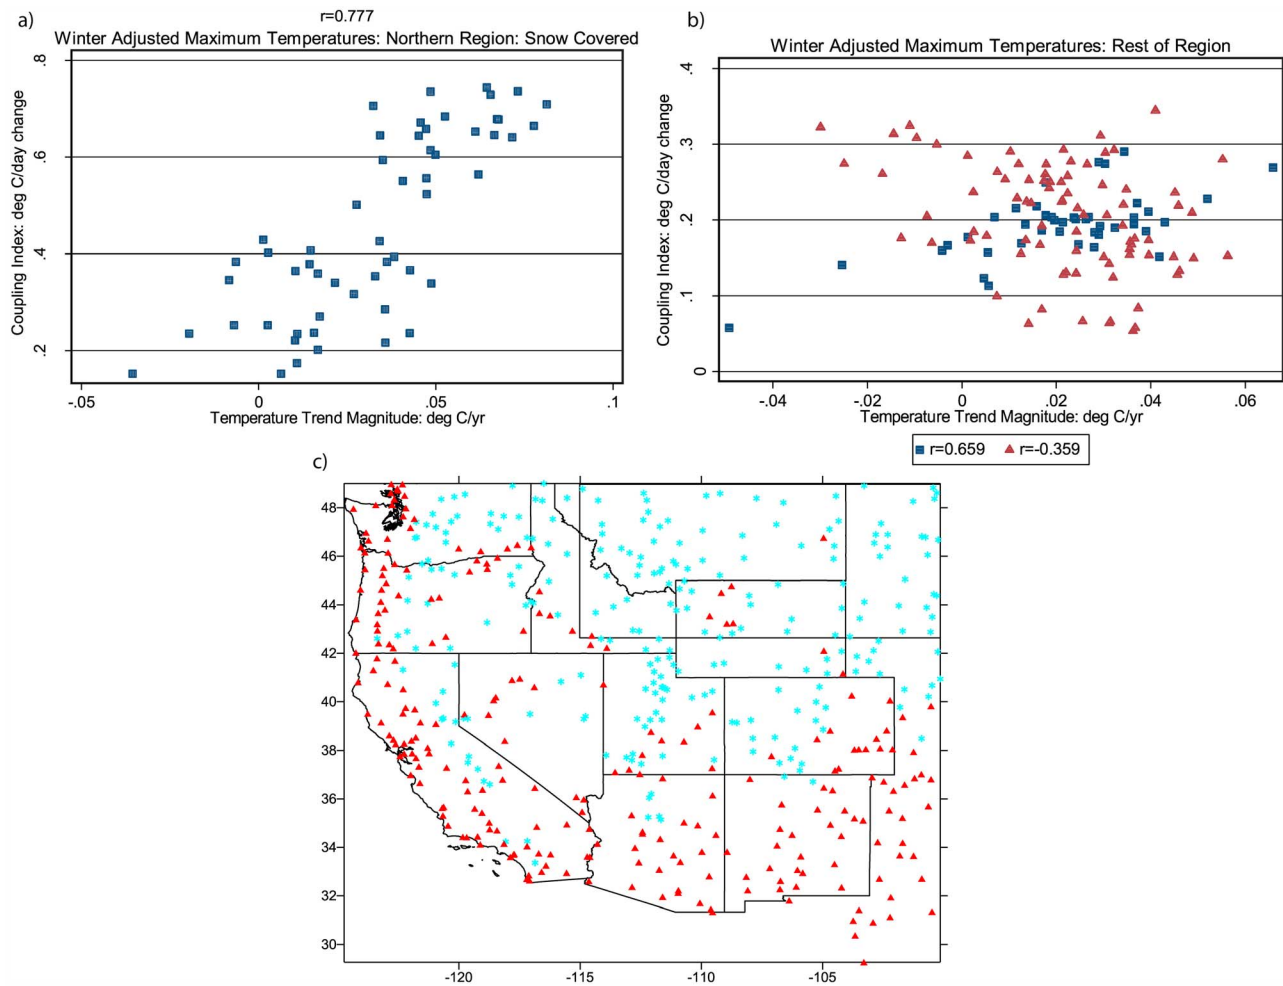 a)
r=0.777
Winter Adjusted Maximum Temperatures: Northern Region: Snow Covered
.8
.6
.4
.2
Coupling Index: deg C/day change
-.05
0
.05
.1
Temperature Trend Magnitude: deg C/yr
b)
Winter Adjusted Maximum Temperatures: Rest of Region
.4
.3
.2
.1
0
Coupling Index: deg C/day change
-.04
-.02
0
.02
.04
.06
Temperature Trend Magnitude: deg C/yr
r=0.659
r=-0.359
c)
48
46
44
42
40
38
36
34
32
30
-120
-115
-110
-105